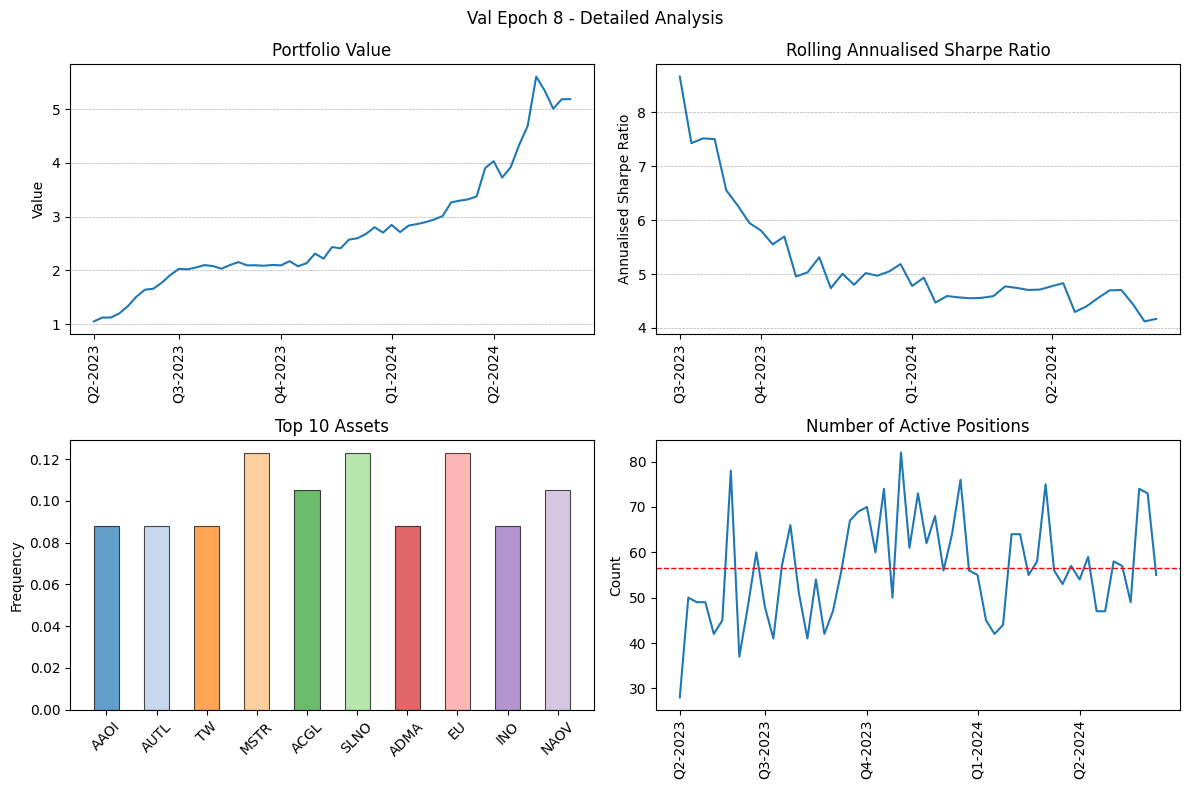 Val Epoch 8 - Detailed Analysis
Portfolio Value
Value
5
4
3
2
1
Q2-2023
Q3-2023
Q4-2023
Q1-2024
Q2-2024
Rolling Annualised Sharpe Ratio
Annualised Sharpe Ratio
8
7
6
5
4
Q3-2023
Q4-2023
Q1-2024
Q2-2024
Top 10 Assets
Frequency
0.12
0.10
0.08
0.06
0.04
0.02
0.00
AAOI
AUTL
TW
MSTR
ACGL
SLNO
ADMA
EU
INO
NAOV
Number of Active Positions
Count
80
70
60
50
40
30
Q2-2023
Q3-2023
Q4-2023
Q1-2024
Q2-2024